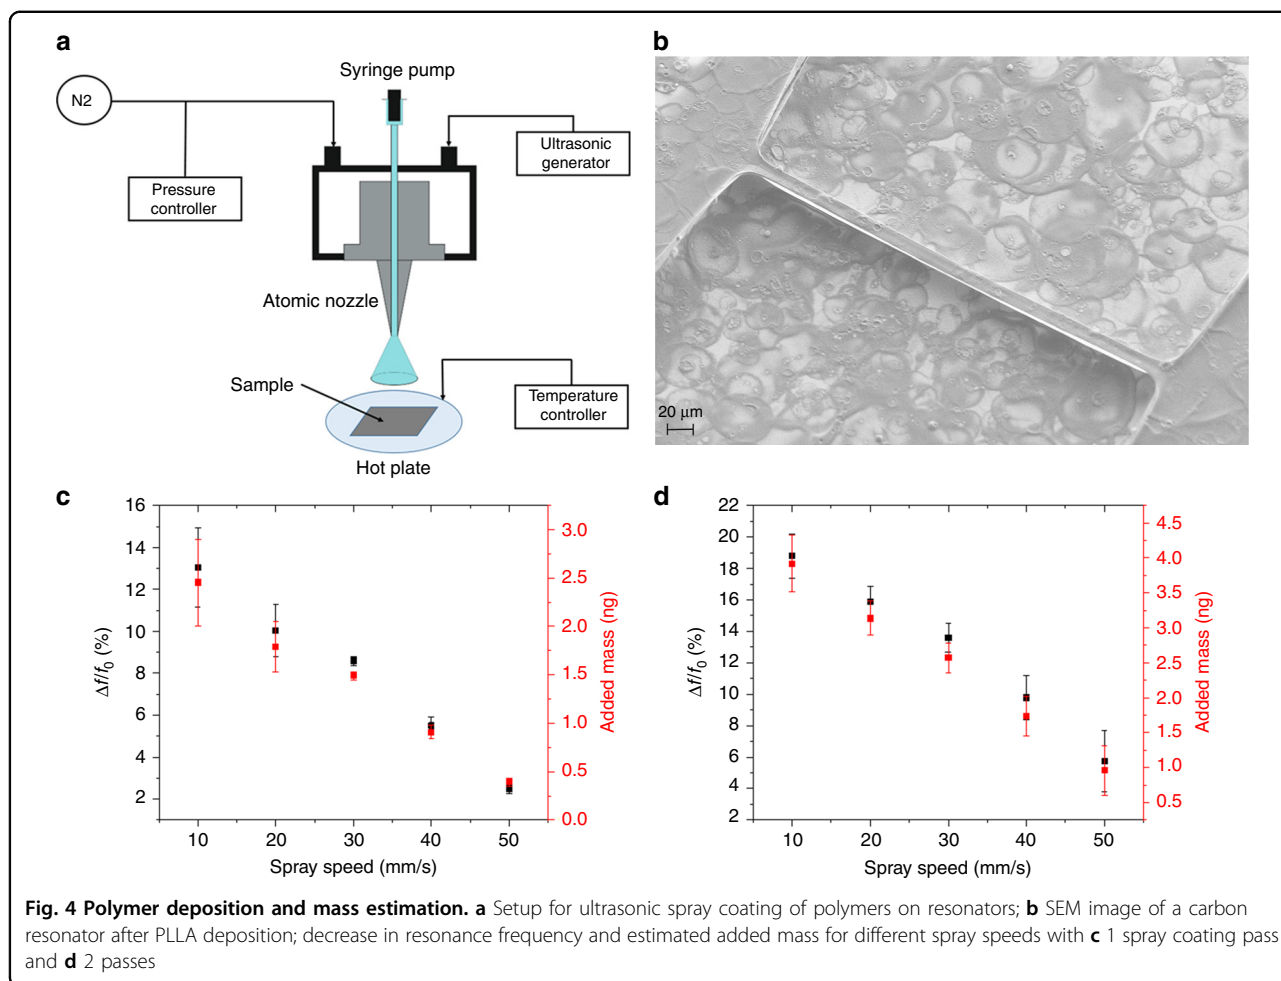 a
Syringe pump
N2
Ultrasonic
generator
Pressure
controller
Atomic nozzle
Sample
Temperature
controller
Hot plate
b
20 μm
c
16
14
12
10
8
6
4
2
Δf/f0 (%)
3.0
2.5
2.0
1.5
1.0
0.5
0.0
Added mass (ng)
10 20 30 40 50
Spray speed (mm/s)
d
22
20
18
16
14
12
10
8
6
4
2
Δf/f0 (%)
4.5
4.0
3.5
3.0
2.5
2.0
1.5
1.0
0.5
Added mass (ng)
10 20 30 40 50
Spray speed (mm/s)
Fig. 4 Polymer deposition and mass estimation. a Setup for ultrasonic spray coating of polymers on resonators; b SEM image of a carbon
resonator after PLLA deposition; decrease in resonance frequency and estimated added mass for different spray speeds with c 1 spray coating pass
and d 2 passes